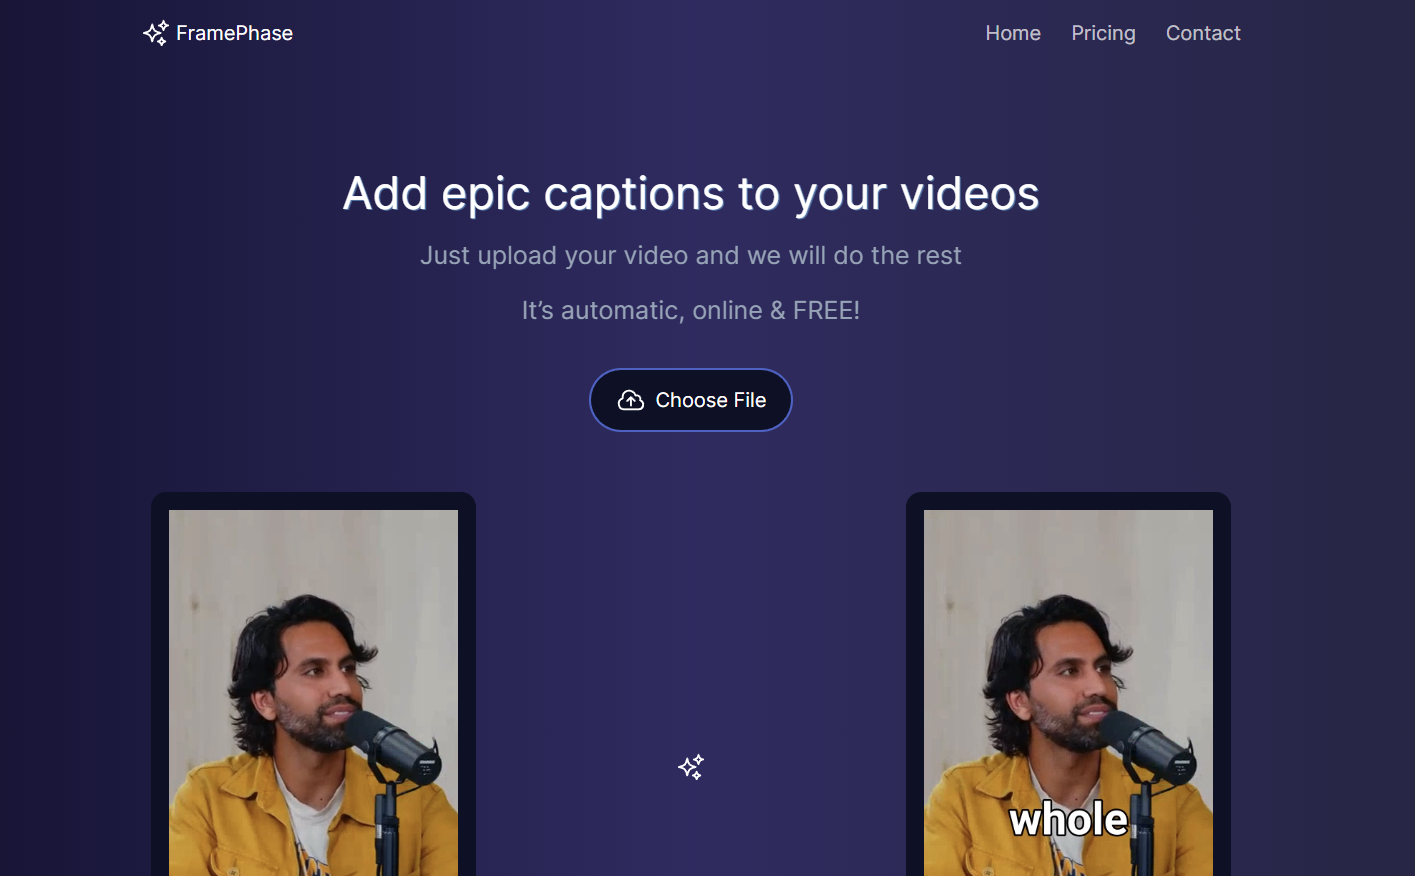 FramePhase
Home Pricing Contact
Add epic captions to your videos
Just upload your video and we will do the rest
It’s automatic, online & FREE!
Choose File
whole